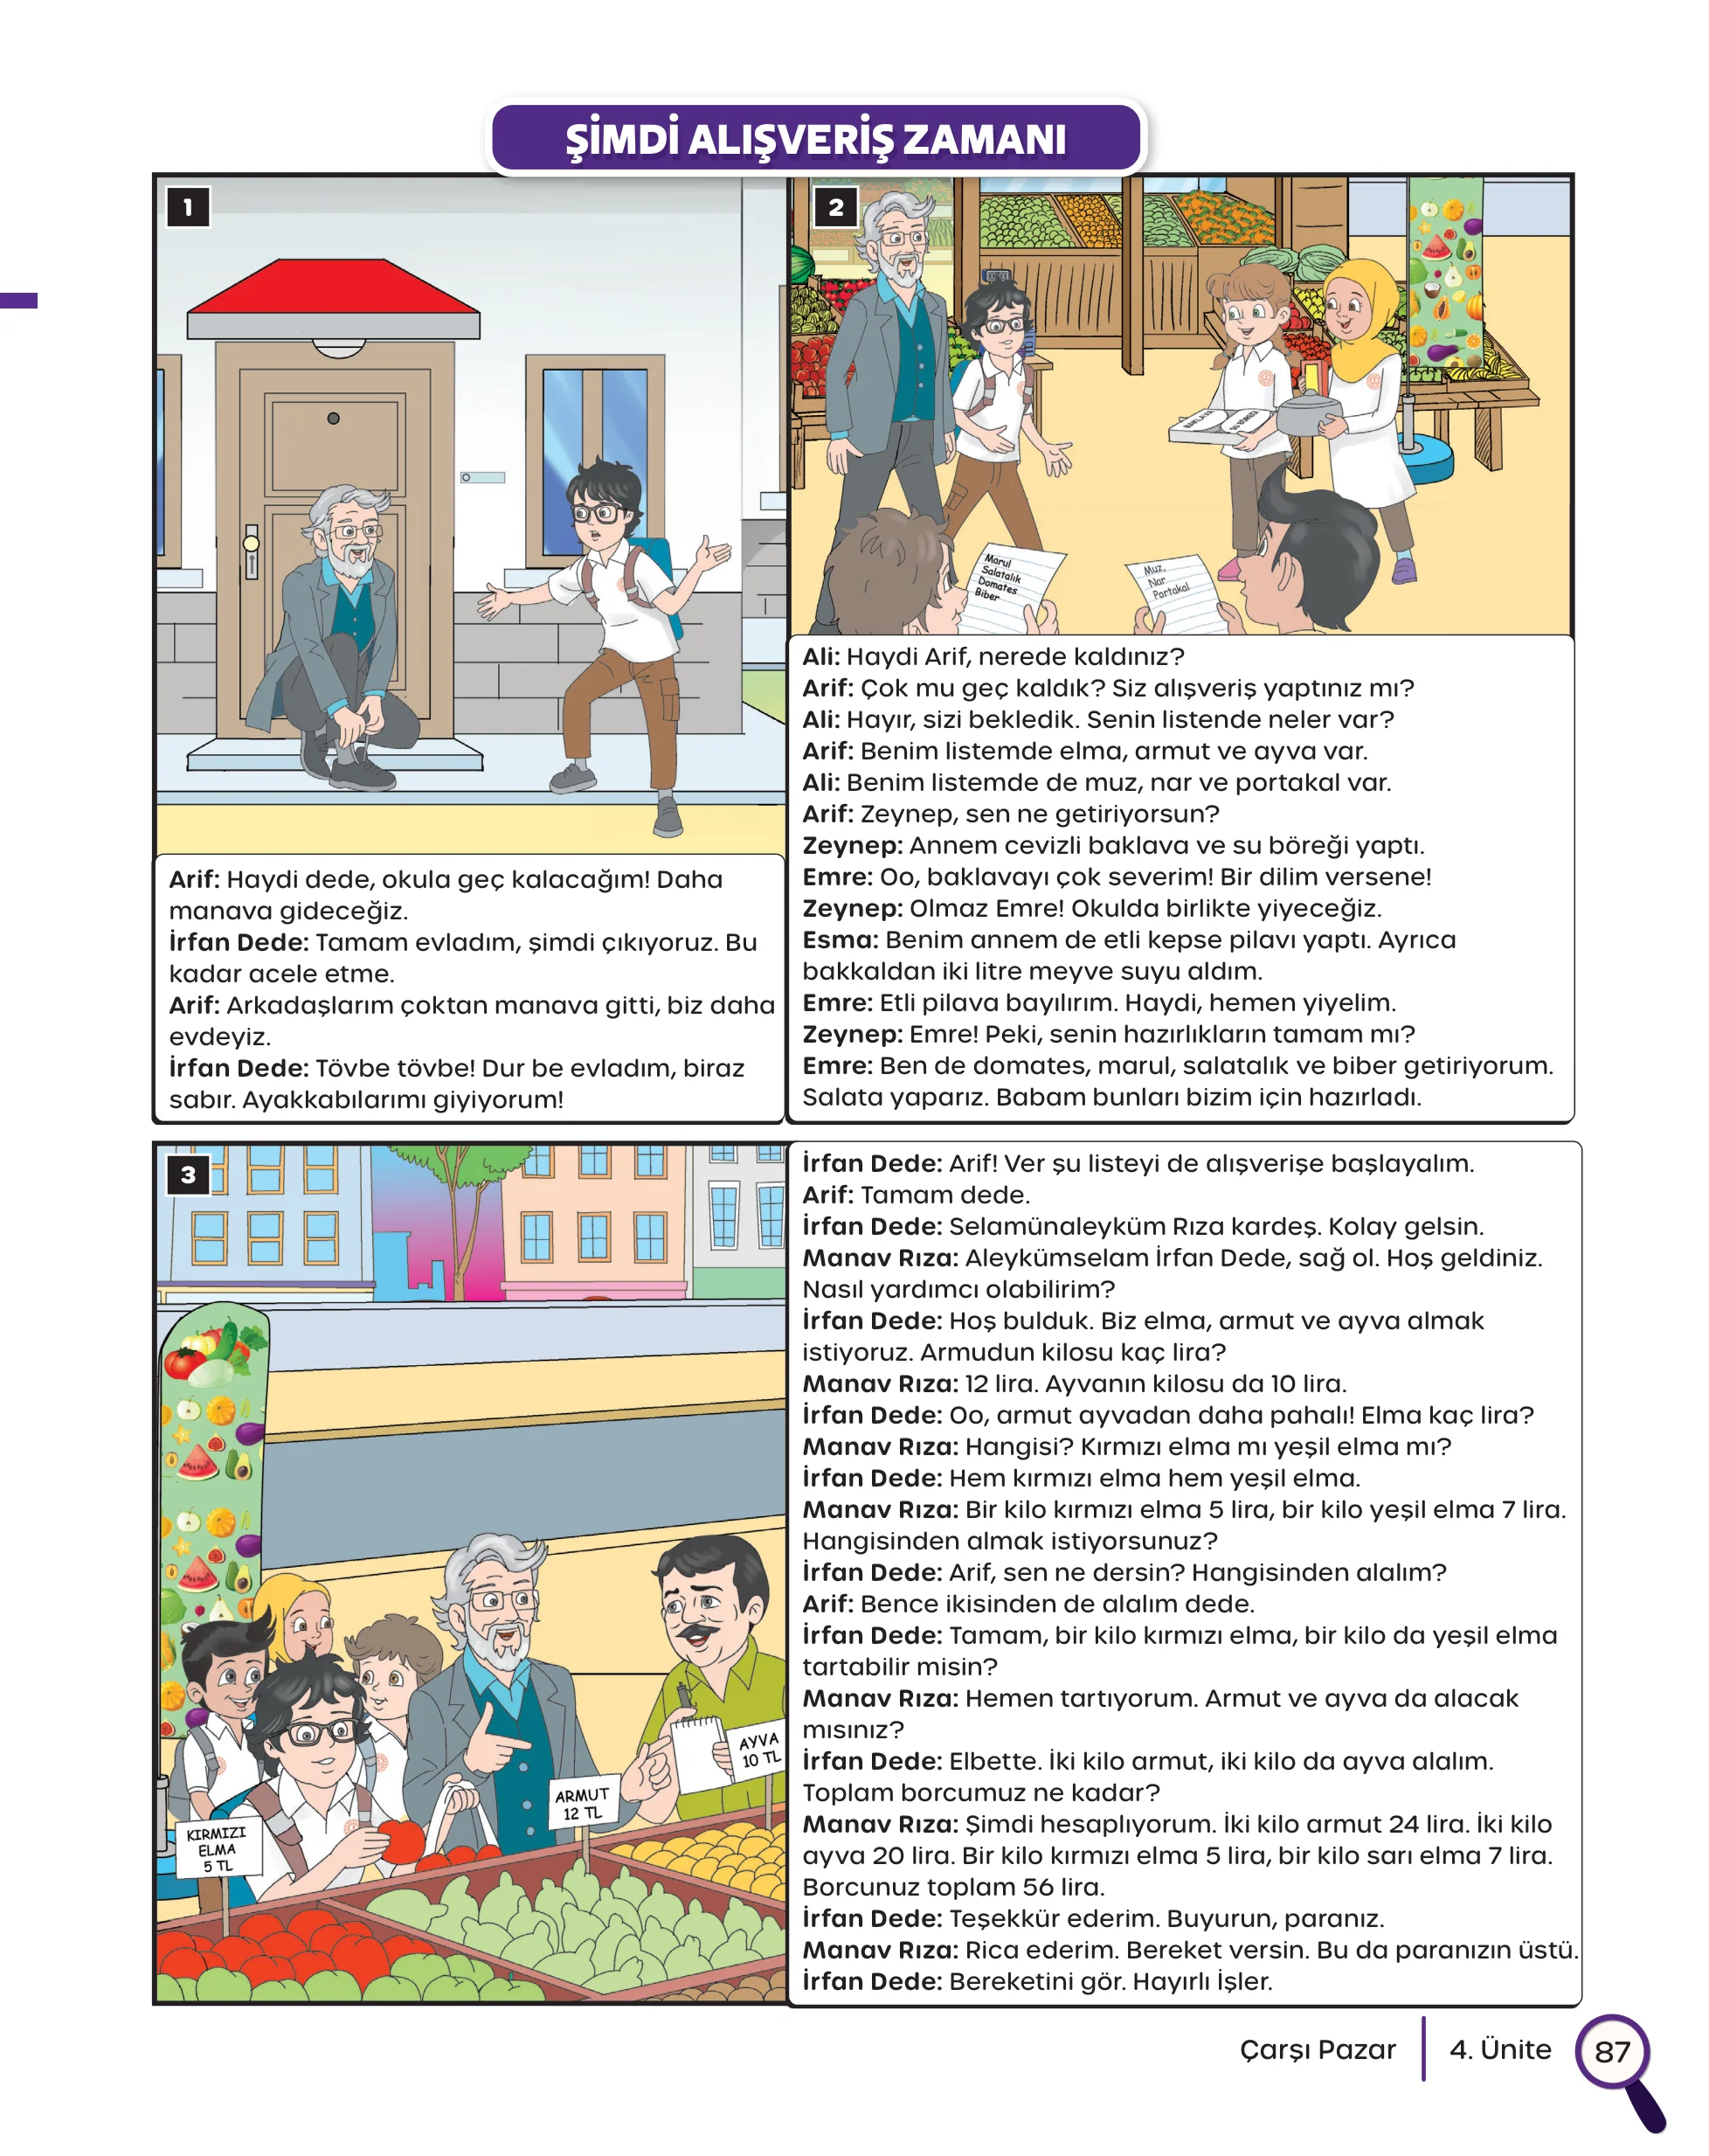 ŞİMDİ ALIŞVERİŞ ZAMANI
1
Arif: Haydi dede, okula geç kalacağım! Daha
manava gideceğiz.
İrfan Dede: Tamam evladım, şimdi çıkıyoruz. Bu
kadar acele etme.
Arif: Arkadaşlarım çoktan manava gitti, biz daha
evdeyiz.
İrfan Dede: Tövbe tövbe! Dur be evladım, biraz
sabır. Ayakkabılarımı giyiyorum!
2
BAKLAVA
SU BÖREĞİ
Marul
Salatalık
Domates
Biber
Muz,
Nar
Portakal
Ali: Haydi Arif, nerede kaldınız?
Arif: Çok mu geç kaldık? Siz alışveriş yaptınız mı?
Ali: Hayır, sizi bekledik. Senin listende neler var?
Arif: Benim listemde elma, armut ve ayva var.
Ali: Benim listemde de muz, nar ve portakal var.
Arif: Zeynep, sen ne getiriyorsun?
Zeynep: Annem cevizli baklava ve su böreği yaptı.
Emre: Oo, baklavayı çok severim! Bir dilim versene!
Zeynep: Olmaz Emre! Okulda birlikte yiyeceğiz.
Esma: Benim annem de etli kepse pilavı yaptı. Ayrıca
bakkaldan iki litre meyve suyu aldım.
Emre: Etli pilava bayılırım. Haydi, hemen yiyelim.
Zeynep: Emre! Peki, senin hazırlıkların tamam mı?
Emre: Ben de domates, marul, salatalık ve biber getiriyorum.
Salata yaparız. Babam bunları bizim için hazırladı.
3
KIRMIZI
ELMA
5 TL
ARMUT
12 TL
AYVA
10 TL
İrfan Dede: Arif! Ver şu listeyi de alışverişe başlayalım.
Arif: Tamam dede.
İrfan Dede: Selamünaleyküm Rıza kardeş. Kolay gelsin.
Manav Rıza: Aleykümselam İrfan Dede, sağ ol. Hoş geldiniz.
Nasıl yardımcı olabilirim?
İrfan Dede: Hoş bulduk. Biz elma, armut ve ayva almak
istiyoruz. Armudun kilosu kaç lira?
Manav Rıza: 12 lira. Ayvanın kilosu da 10 lira.
İrfan Dede: Oo, armut ayvadan daha pahalı! Elma kaç lira?
Manav Rıza: Hangisi? Kırmızı elma mı yeşil elma mı?
İrfan Dede: Hem kırmızı elma hem yeşil elma.
Manav Rıza: Bir kilo kırmızı elma 5 lira, bir kilo yeşil elma 7 lira.
Hangisinden almak istiyorsunuz?
İrfan Dede: Arif, sen ne dersin? Hangisinden alalım?
Arif: Bence ikisinden de alalım dede.
İrfan Dede: Tamam, bir kilo kırmızı elma, bir kilo da yeşil elma
tartabilir misin?
Manav Rıza: Hemen tartıyorum. Armut ve ayva da alacak
mısınız?
İrfan Dede: Elbette. İki kilo armut, iki kilo da ayva alalım.
Toplam borcumuz ne kadar?
Manav Rıza: Şimdi hesaplıyorum. İki kilo armut 24 lira. İki kilo
ayva 20 lira. Bir kilo kırmızı elma 5 lira, bir kilo sarı elma 7 lira.
Borcunuz toplam 56 lira.
İrfan Dede: Teşekkür ederim. Buyurun, paranız.
Manav Rıza: Rica ederim. Bereket versin. Bu da paranızın üstü.
İrfan Dede: Bereketini gör. Hayırlı İşler.
Çarşı Pazar
4. Ünite
87